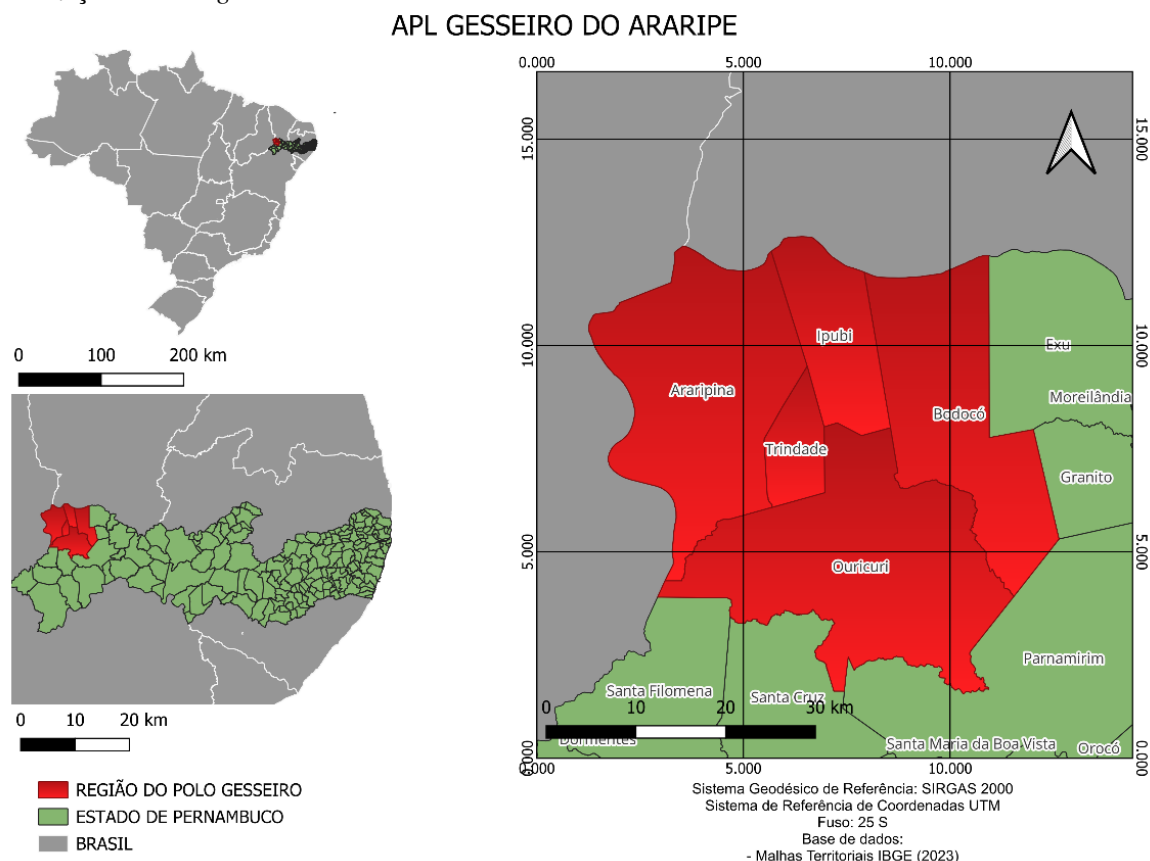 APL GESSEIRO DO ARARIPE
0 100 200 km
0 10 20 km
REGIÃO DO POLO GESSEIRO
ESTADO DE PERNAMBUCO
BRASIL
0.000 5.000 10.000
15.000 15.000
10.000 10.000
5.000 5.000
0.000 0.000
Ipubi
Exu
Araripina
Moreilândia
Bodocó
Trindade
Granito
Ouricuri
Parnamirim
Santa Filomena
Santa Cruz
0 10 20 30 km
Dormentes
Santa Maria da Boa Vista
Orocó
0.000 5.000 10.000
Sistema Geodésico de Referência: SIRGAS 2000
Sistema de Referência de Coordenadas UTM
Fuso: 25 S
Base de dados:
- Malhas Territoriais IBGE (2023)